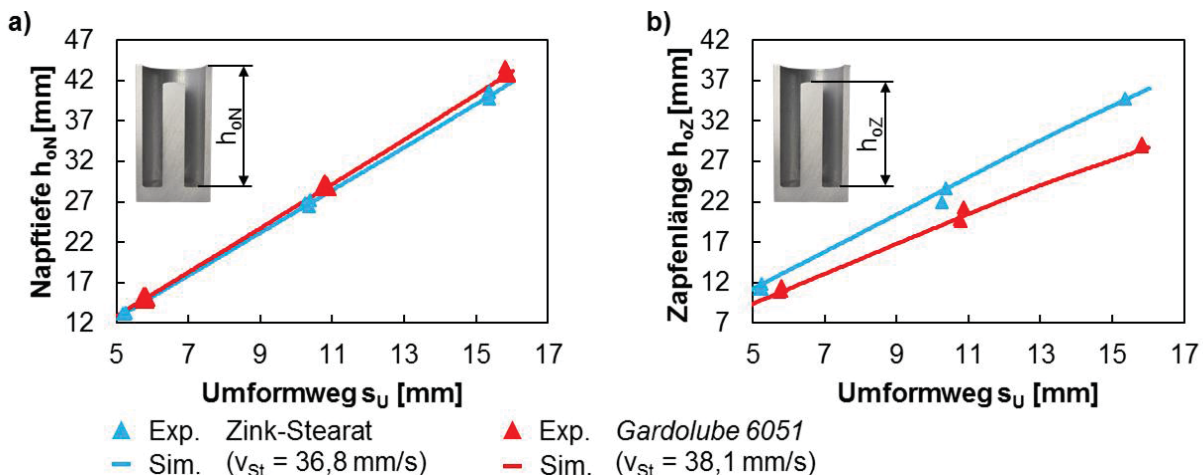 a)
Napftiefe h_oN [mm]
47
42
37
32
27
22
17
12
h_oN
5 7 9 11 13 15 17
Umformweg s_U [mm]
b)
Zapfenlänge h_oZ [mm]
42
37
32
27
22
17
12
7
h_oZ
5 7 9 11 13 15 17
Umformweg s_U [mm]
Exp. Zink-Stearat
Sim. (v_St = 36,8 mm/s)
Exp. Gardolube 6051
Sim. (v_St = 38,1 mm/s)